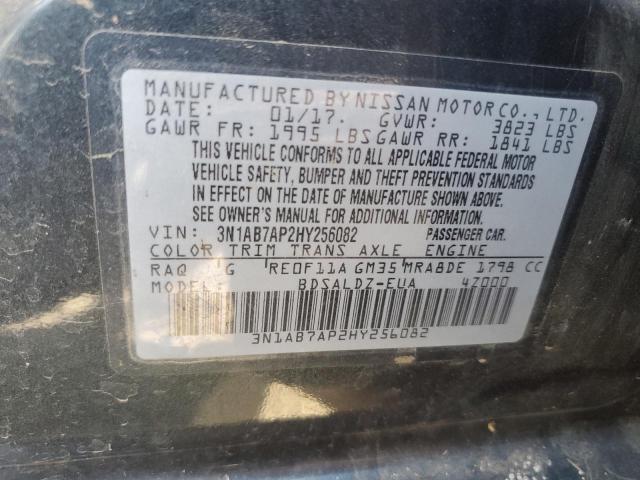 MANUFACTURED BY NISSAN MOTOR CO., LTD.
DATE: 01/17. GVWR: 3823 LBS
GAWR FR: 1995 LBS GAWR RR: 1841 LBS
THIS VEHICLE CONFORMS TO ALL APPLICABLE FEDERAL MOTOR
VEHICLE SAFETY, BUMPER AND THEFT PREVENTION STANDARDS
IN EFFECT ON THE DATE OF MANUFACTURE SHOWN ABOVE.
SEE OWNER'S MANUAL FOR ADDITIONAL INFORMATION.
VIN: 3N1AB7AP2HY256082 PASSENGER CAR.
COLOR TRIM TRANS AXLE ENGINE
RAQ G RE0F11A GM35 MRA8DE 1798 CC
MODEL: BDSALDZ-EUA 4Z000
3N1AB7AP2HY256082